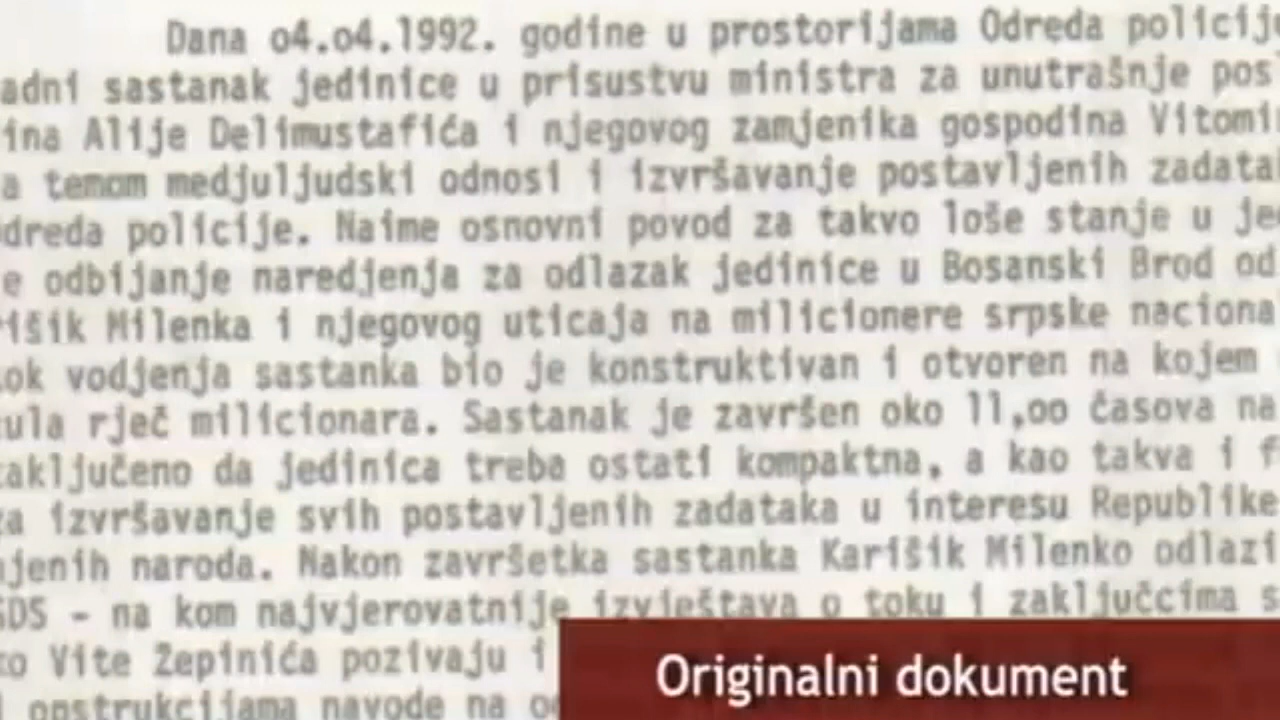 Dana o4.o4.1992. godine u prostorijama Odreda policij
adni sastanak jedinice u prisustvu ministra za unutrašnje pos
ina Alije Delimustafića i njegovog zamjenika gospodina Vitomi
a temom medjuljudski odnosi i izvršavanje postavljenih zadata
dreda policije. Naime osnovni povod za takvo loše stanje u je
e odbijanje naredjenja za odlazak jedinice u Bosanski Brod od
išik Milenka i njegovog uticaja na milicionere srpske naciona
ok vodjenja sastanka bio je konstruktivan i otvoren na kojem
ula rječ milicionara. Sastanak je završen oko 11,oo časova na
zaključeno da jedinica treba ostati kompaktna, a kao takva i f
za izvršavanje svih postavljenih zadataka u interesu Republike
njenih naroda. Nakon završetka sastanka Karišik Milenko odlazi
SDS - na kom najvjerovatnije izvještava o toku i zaključcima s
ko Vite Žepinića pozivaju i
opstrukcijama navode na
Originalni dokument